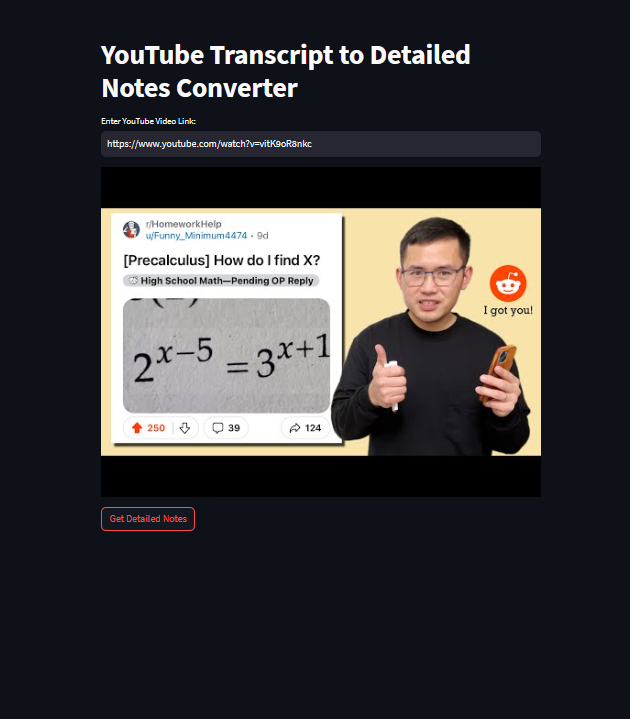 YouTube Transcript to Detailed
Notes Converter
Enter YouTube Video Link:
https://www.youtube.com/watch?v=vitK9oR8nkc
r/HomeworkHelp
u/Funny_Minimum4474 • 9d
[Precalculus] How do I find X?
High School Math—Pending OP Reply
2^{x−5} = 3^{x+1}
I got you!
250
39
124
Get Detailed Notes